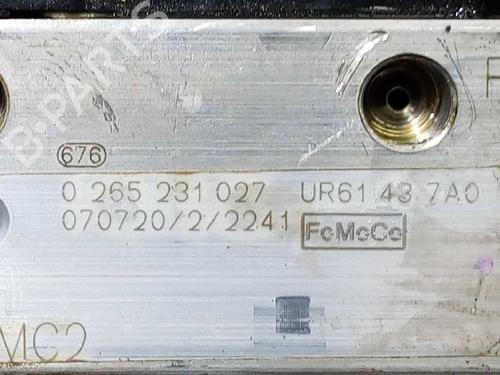 B-PARTS
F
676
0 265 231 027 UR61 43 7A0
070720/2/2241 FoMoCo
MC2